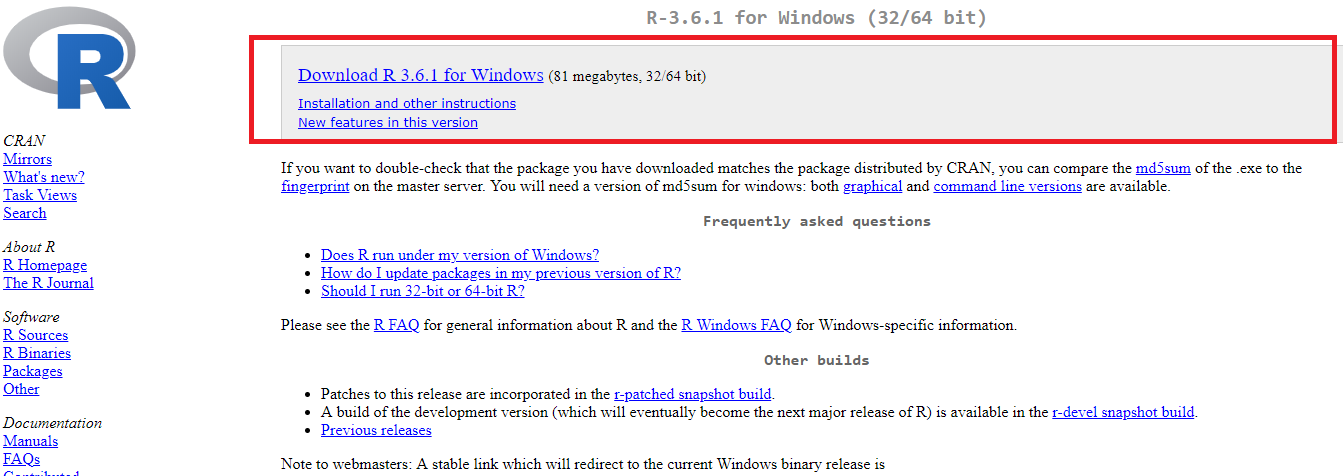 R
CRAN
Mirrors
What's new?
Task Views
Search
About R
R Homepage
The R Journal
Software
R Sources
R Binaries
Packages
Other
Documentation
Manuals
FAQs
Contributed
R-3.6.1 for Windows (32/64 bit)
Download R 3.6.1 for Windows (81 megabytes, 32/64 bit)
Installation and other instructions
New features in this version
If you want to double-check that the package you have downloaded matches the package distributed by CRAN, you can compare the md5sum of the .exe to the
fingerprint on the master server. You will need a version of md5sum for windows: both graphical and command line versions are available.
Frequently asked questions
• Does R run under my version of Windows?
• How do I update packages in my previous version of R?
• Should I run 32-bit or 64-bit R?
Please see the R FAQ for general information about R and the R Windows FAQ for Windows-specific information.
Other builds
• Patches to this release are incorporated in the r-patched snapshot build.
• A build of the development version (which will eventually become the next major release of R) is available in the r-devel snapshot build.
• Previous releases
Note to webmasters: A stable link which will redirect to the current Windows binary release is